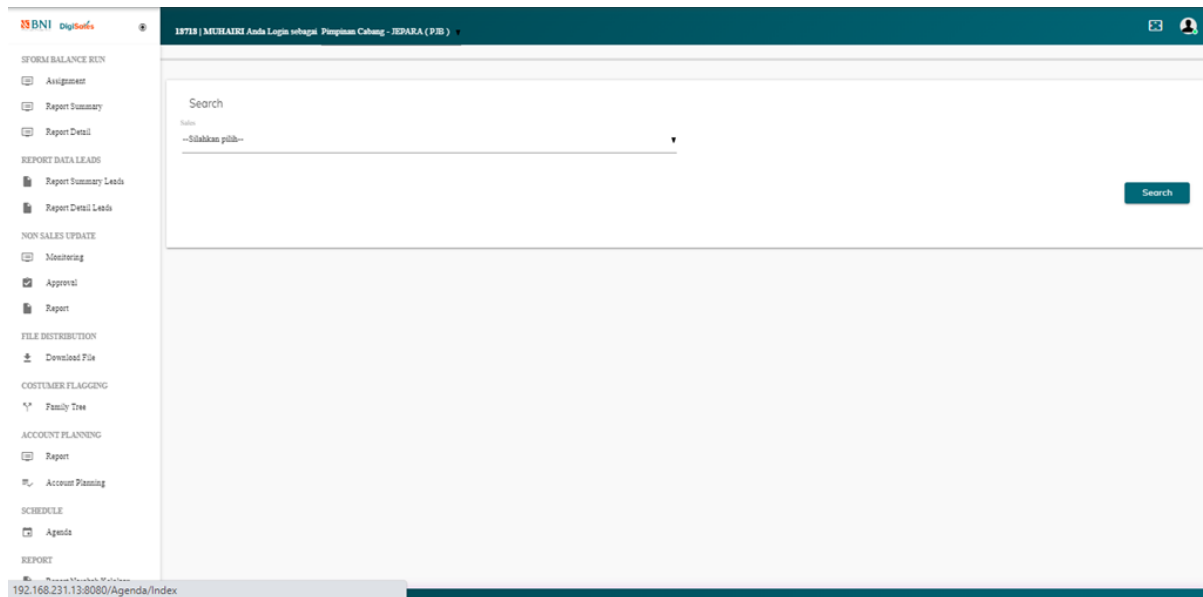 BNI DigiSales
13713 | MUHAIRI Anda Login sebagai Pimpinan Cabang - JEPARA ( PJB )
SFORM BALANCE RUN
Assignment
Report Summary
Report Detail
REPORT DATA LEADS
Report Summary Leads
Report Detail Leads
NON SALES UPDATE
Monitoring
Approval
Report
FILE DISTRIBUTION
Download File
COSTUMER FLAGGING
Family Tree
ACCOUNT PLANNING
Report
Account Planning
SCHEDULE
Agenda
REPORT
192.168.231.13:8080/Agenda/Index
Search
Sales
--Silahkan pilih--
Search